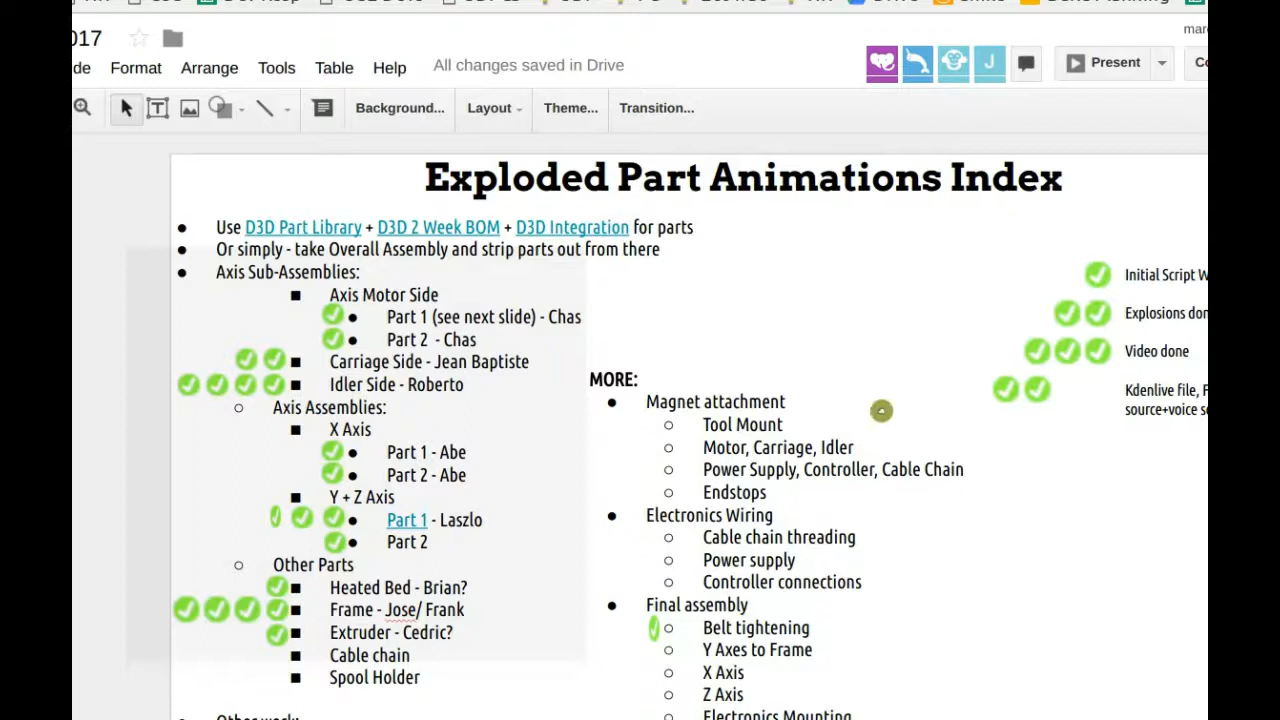 017
mar
de Format Arrange Tools Table Help All changes saved in Drive
J Present
Background... Layout Theme... Transition...
Exploded Part Animations Index
● Use D3D Part Library + D3D 2 Week BOM + D3D Integration for parts
● Or simply - take Overall Assembly and strip parts out from there
● Axis Sub-Assemblies:
■ Axis Motor Side
● Part 1 (see next slide) - Chas
● Part 2 - Chas
■ Carriage Side - Jean Baptiste
■ Idler Side - Roberto
○ Axis Assemblies:
■ X Axis
● Part 1 - Abe
● Part 2 - Abe
■ Y + Z Axis
● Part 1 - Laszlo
● Part 2
○ Other Parts
■ Heated Bed - Brian?
■ Frame - Jose/ Frank
■ Extruder - Cedric?
■ Cable chain
■ Spool Holder
● Other work:
MORE:
● Magnet attachment
○ Tool Mount
○ Motor, Carriage, Idler
○ Power Supply, Controller, Cable Chain
○ Endstops
● Electronics Wiring
○ Cable chain threading
○ Power supply
○ Controller connections
● Final assembly
○ Belt tightening
○ Y Axes to Frame
○ X Axis
○ Z Axis
○ Electronics Mounting
Initial Script W
Explosions don
Video done
Kdenlive file, F
source+voice s